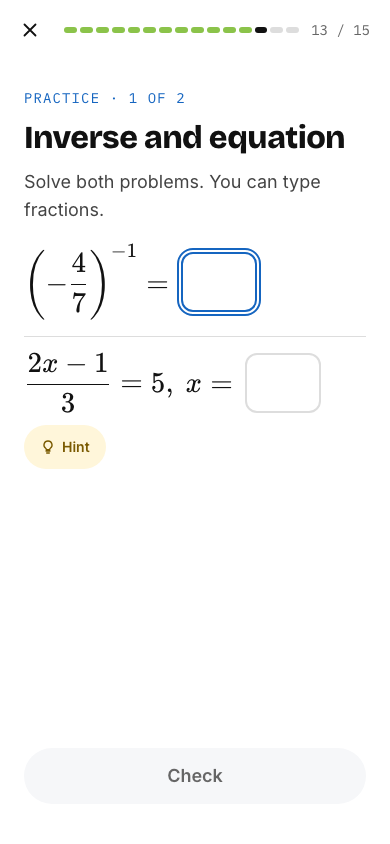 13 / 15
PRACTICE · 1 OF 2
Inverse and equation
Solve both problems. You can type
fractions.
(−4/7)^−1 =
(2x − 1)/3 = 5, x =
Hint
Check